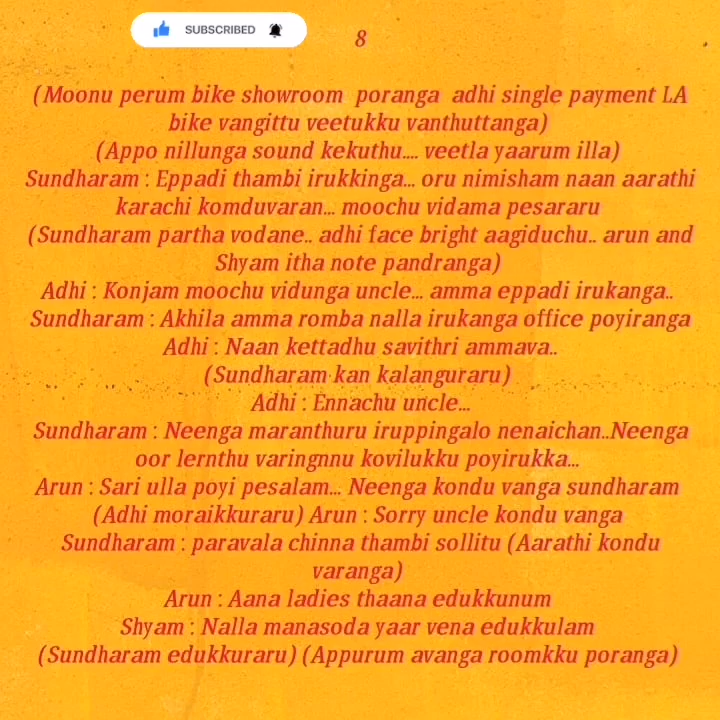 SUBSCRIBED
8
(Moonu perum bike showroom poranga adhi single payment LA
bike vangittu veetukku vanthuttanga)
(Appo nillunga sound kekuthu.... veetla yaarum illa)
Sundharam : Eppadi thambi irukkinga... oru nimisham naan aarathi
karachi komduvaran... moochu vidama pesararu
(Sundharam partha vodane.. adhi face bright aagiduchu.. arun and
Shyam itha note pandranga)
Adhi : Konjam moochu vidunga uncle... amma eppadi irukanga..
Sundharam : Akhila amma romba nalla irukanga office poyiranga
Adhi : Naan kettadhu savithri ammava..
(Sundharam kan kalanguraru)
Adhi : Ennachu uncle...
Sundharam : Neenga maranthuru iruppingalo nenaichan..Neenga
oor lernthu varingnnu kovilukku poyirukka...
Arun : Sari ulla poyi pesalam... Neenga kondu vanga sundharam
(Adhi moraikkuraru) Arun : Sorry uncle kondu vanga
Sundharam : paravala chinna thambi sollitu (Aarathi kondu
varanga)
Arun : Aana ladies thaana edukkunum
Shyam : Nalla manasoda yaar vena edukkulam
(Sundharam edukkuraru) (Appurum avanga roomkku poranga)